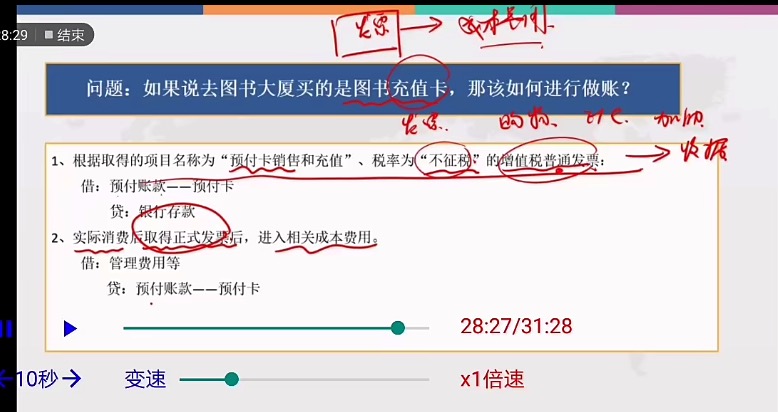 发票 → 成本费用
8:29 ■ 结束
问题：如果说去图书大厦买的是图书充值卡，那该如何进行做账？
发票 购物 ETC 加油
1、根据取得的项目名称为“预付卡销售和充值”、税率为“不征税”的增值税普通发票： → 收据
借：预付账款——预付卡
贷：银行存款
2、实际消费后取得正式发票后，进入相关成本费用。
借：管理费用等
贷：预付账款——预付卡
28:27/31:28
←10秒→ 变速 x1倍速